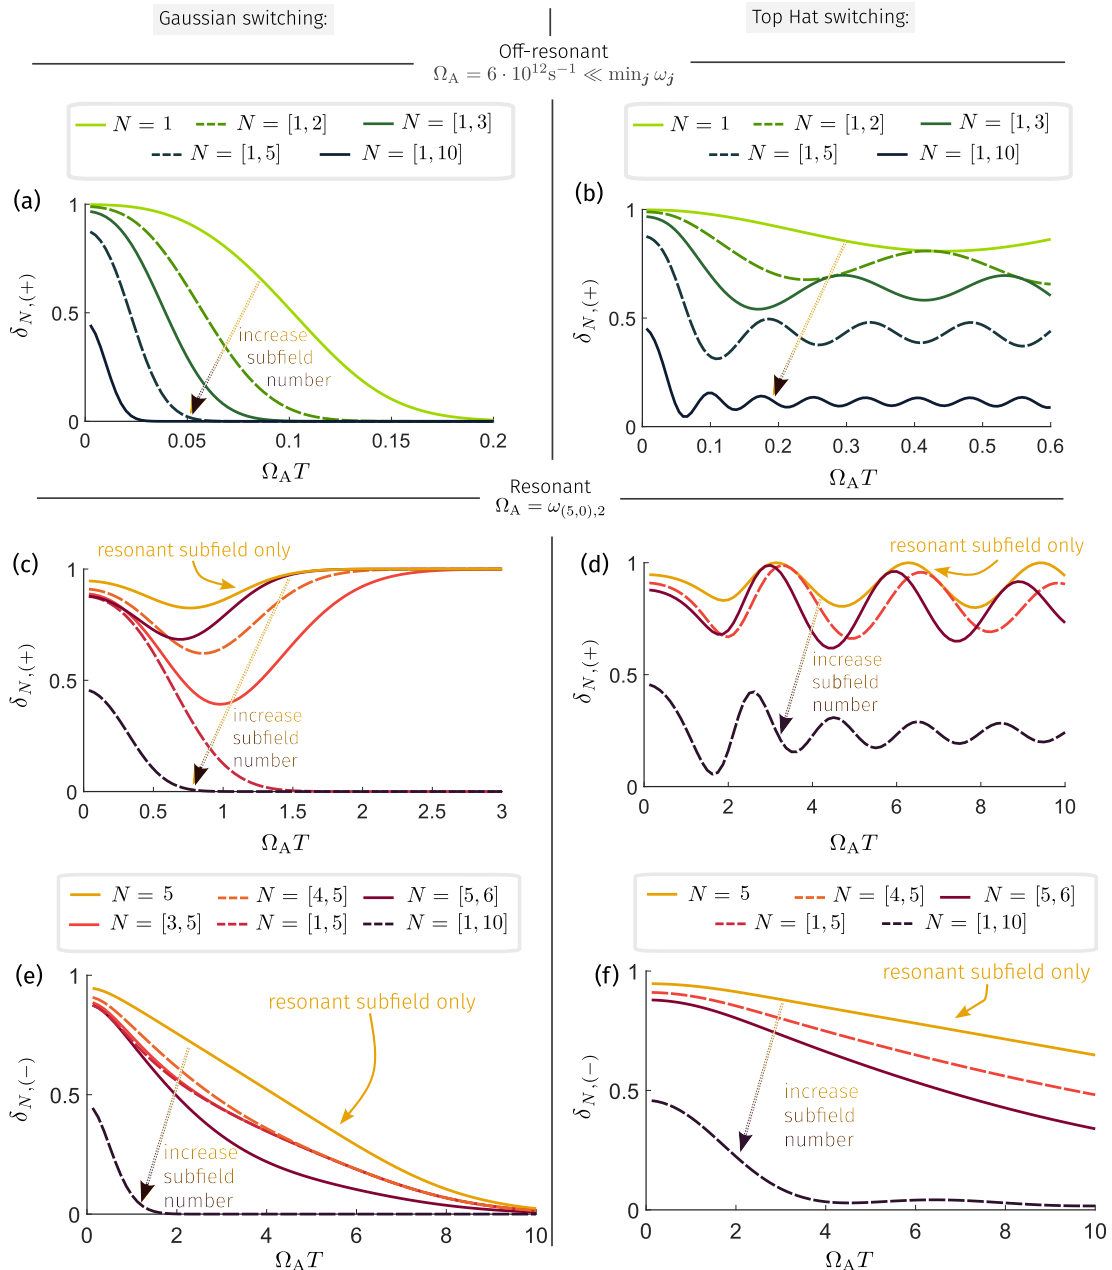 Gaussian switching:
Top Hat switching:
Off-resonant
Ω_A = 6 · 10^12 s^−1 ≪ min_j ω_j
N = 1 N = [1, 2] N = [1, 3]
N = [1, 5] N = [1, 10]
N = 1 N = [1, 2] N = [1, 3]
N = [1, 5] N = [1, 10]
(a)
1
0.5
0
δ_N,(+)
increase
subfield
number
0 0.05 0.1 0.15 0.2
Ω_A T
(b)
1
0.5
0
δ_N,(+)
0 0.1 0.2 0.3 0.4 0.5 0.6
Ω_A T
Resonant
Ω_A = ω_(5,0),2
(c)
resonant subfield only
1
0.5
0
δ_N,(+)
increase
subfield
number
0 0.5 1 1.5 2 2.5 3
Ω_A T
(d)
resonant subfield only
1
0.5
0
δ_N,(+)
increase
subfield
number
0 2 4 6 8 10
Ω_A T
N = 5 N = [4, 5] N = [5, 6]
N = [3, 5] N = [1, 5] N = [1, 10]
N = 5 N = [4, 5] N = [5, 6]
N = [1, 5] N = [1, 10]
(e)
resonant subfield only
1
0.5
0
δ_N,(−)
increase
subfield
number
0 2 4 6 8 10
Ω_A T
(f)
resonant subfield only
1
0.5
0
δ_N,(−)
increase
subfield
number
0 2 4 6 8 10
Ω_A T